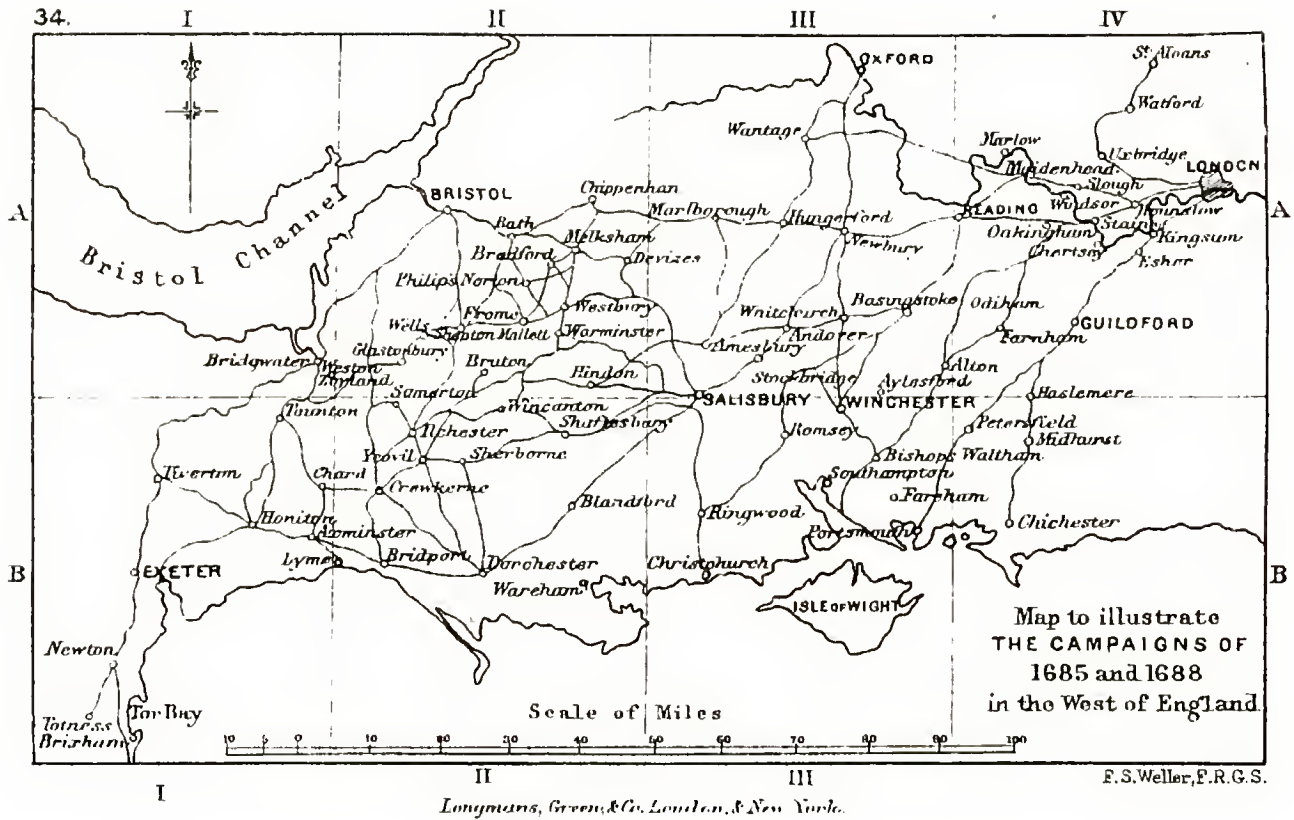 34.
I
II
III
IV
St Albans
OXFORD
Watford
Wantage
Marlow
Uxbridge
Maidenhead
LONDON
Slough
BRISTOL
Chippenham
Windsor
A
Marlborough
Hungerford
READING
Hounslow
A
Bath
Oakingham
Staines
Melksham
Newbury
Kingston
Bradford
Devizes
Chertsey
Esher
Bristol Channel
Philip's Norton
Basingstoke
Odiham
Westbury
Whitchurch
Frome
GUILDFORD
Wells
Shepton Mallett
Warminster
Andover
Farnham
Amesbury
Glastonbury
Bridgwater
Weston
Zoyland
Bruton
Hindon
Stockbridge
Alton
Aylesford
Somerton
SALISBURY
WINCHESTER
Haslemere
Taunton
Wincanton
Shaftesbury
Petersfield
Ilchester
Romsey
Midhurst
Yeovil
Sherborne
Bishops Waltham
Tiverton
Chard
Southampton
Crewkerne
Blandford
Fareham
Ringwood
Honiton
Chichester
Axminster
Portsmouth
Lyme
Bridport
Dorchester
Christchurch
B
EXETER
Wareham
B
ISLE OF WIGHT
Map to illustrate
THE CAMPAIGNS OF
1685 and 1688
in the West of England
Newton
Totness
Tor Bay
Brixham
Scale of Miles
10 5 0 10 20 30 40 50 60 70 80 90 100
I
II
III
F.S. Weller, F.R.G.S.
Longmans, Green, & Co. London, & New York.